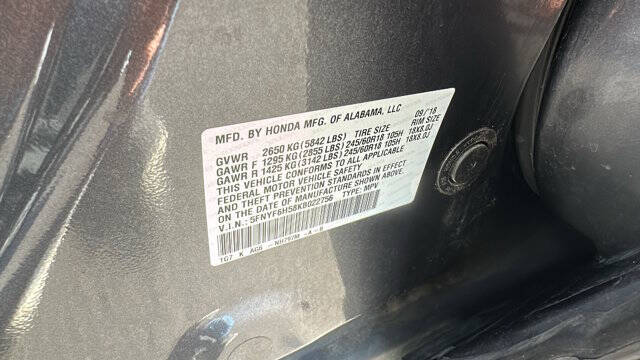 MFD. BY HONDA MFG. OF ALABAMA, LLC 09/'18
GVWR 2650 KG (5842 LBS) TIRE SIZE RIM SIZE
GAWR F 1295 KG (2855 LBS) 245/60R18 105H 18X8.0J
GAWR R 1425 KG (3142 LBS) 245/60R18 105H 18X8.0J
THIS VEHICLE CONFORMS TO ALL APPLICABLE
FEDERAL MOTOR VEHICLE SAFETY
STANDARDS IN EFFECT
ON THE DATE OF MANUFACTURE SHOWN ABOVE.
V.I.N.: 5FNYF6H58KB022756 TYPE: MPV
TG7 K AG6 - NH797M -A -B